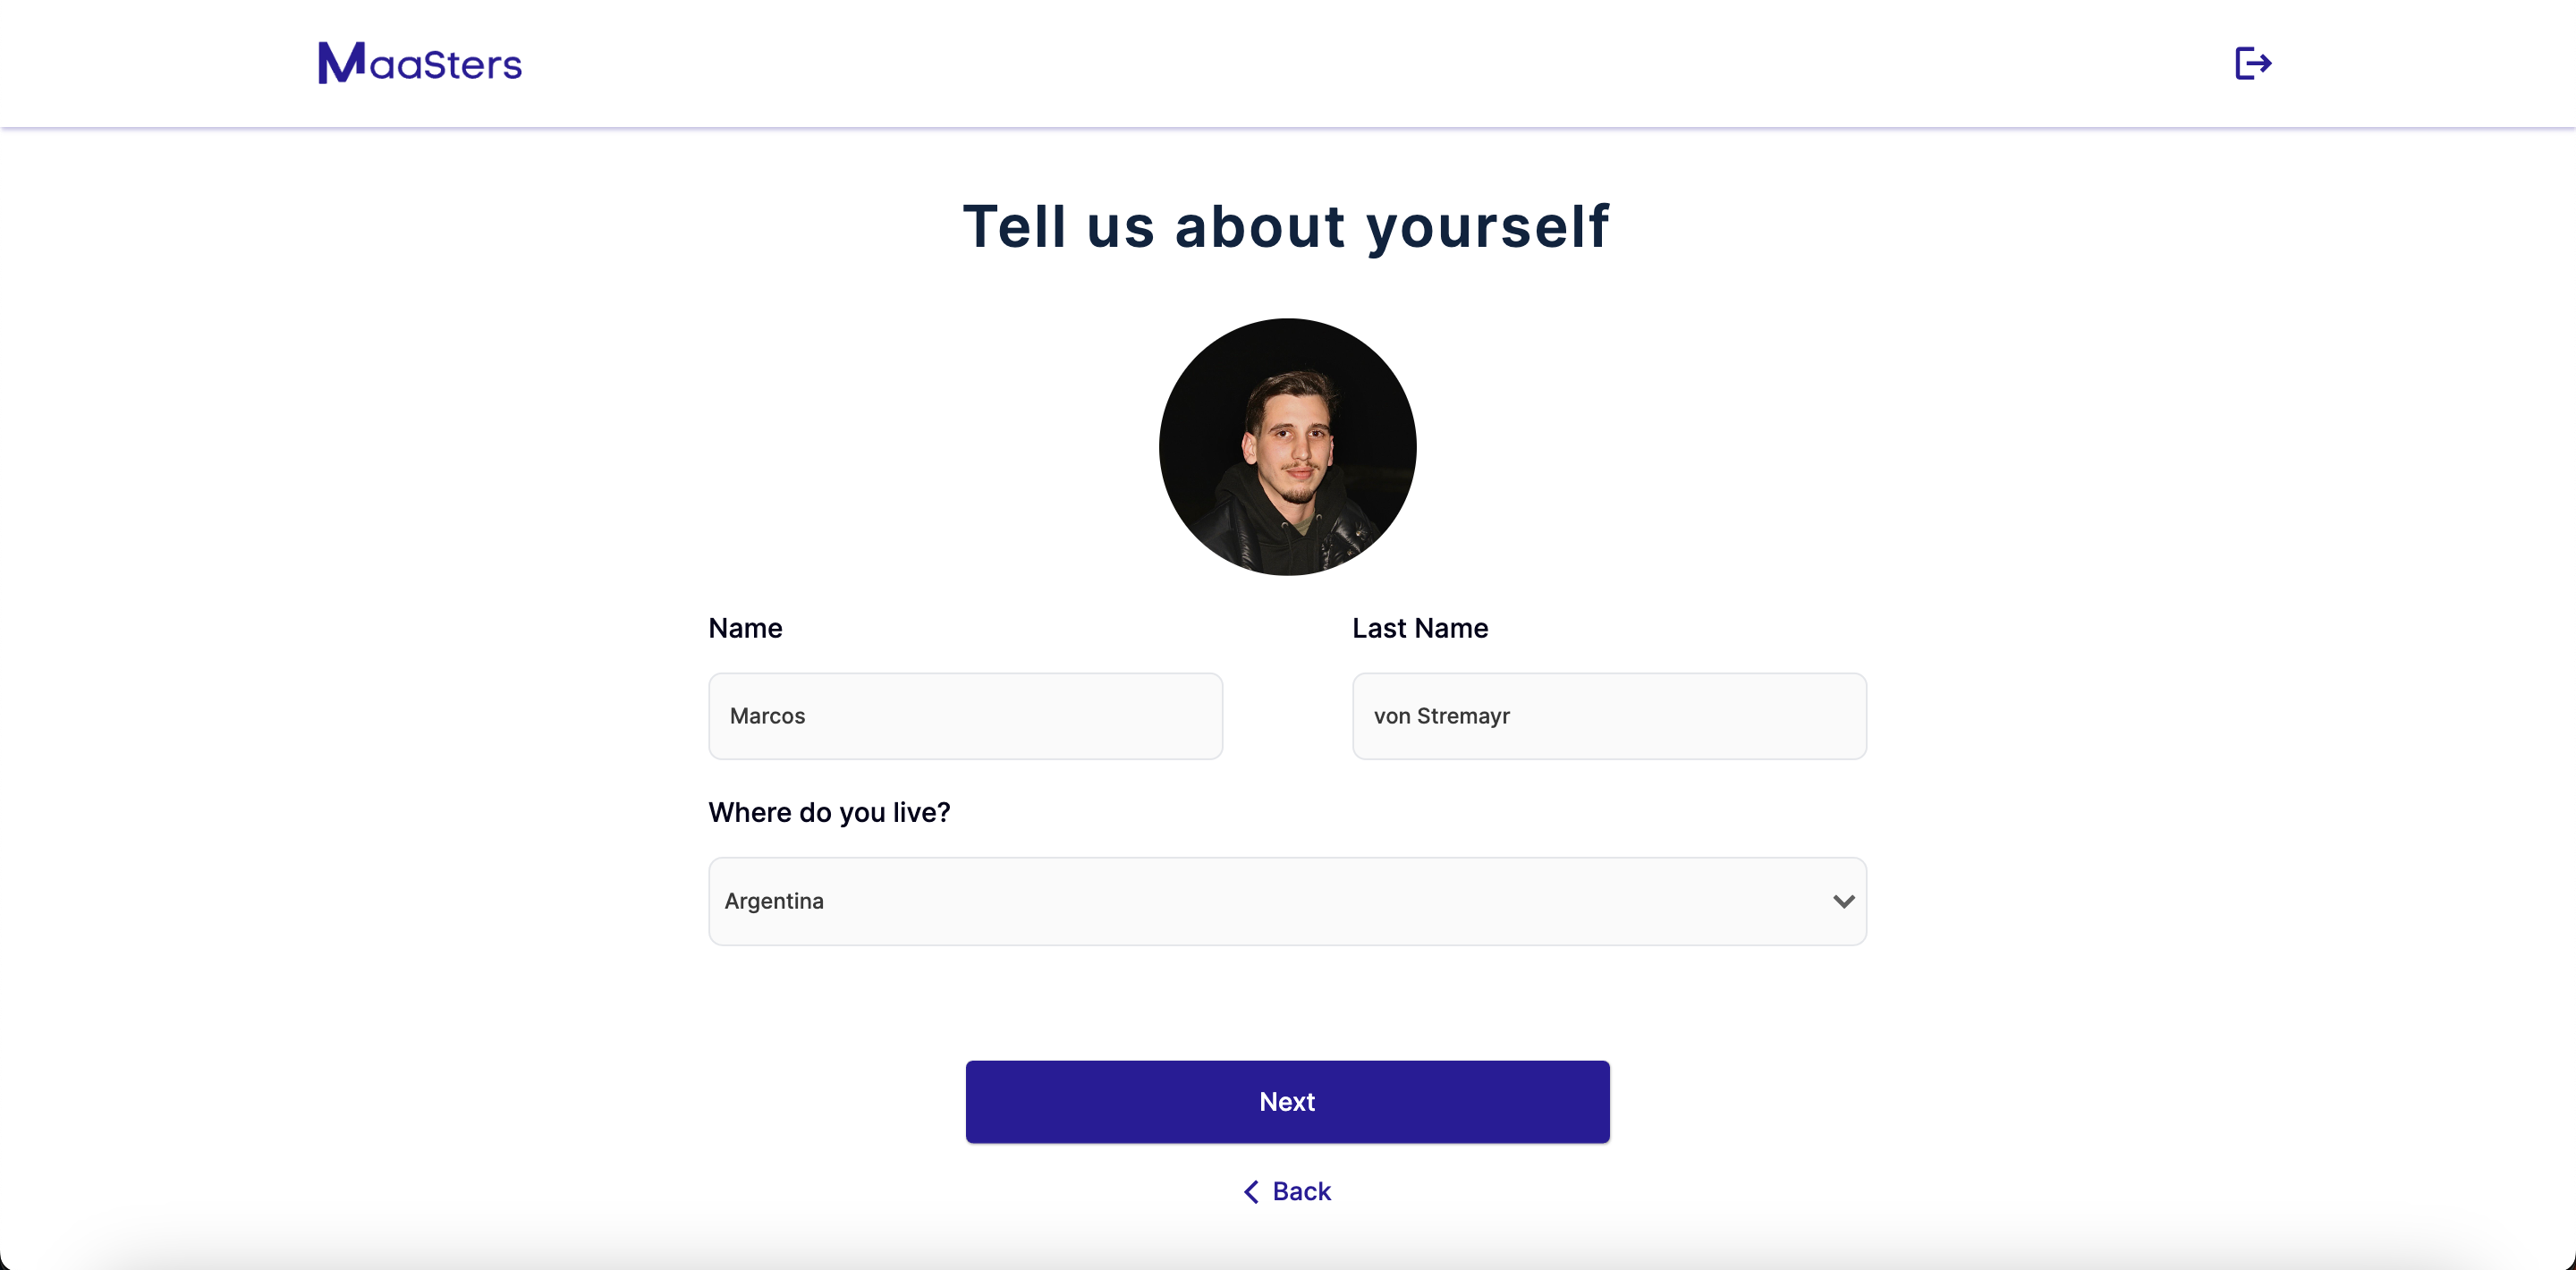 MaaSters
Tell us about yourself
Name
Last Name
Marcos
von Stremayr
Where do you live?
Argentina
Next
Back